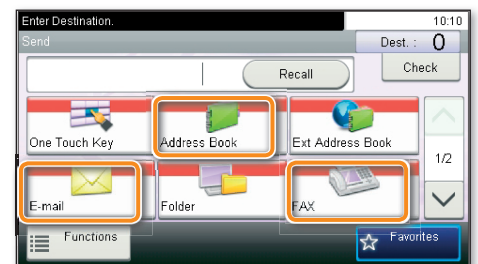 Enter Destination. 10:10
Send Dest. : 0
Recall Check
One Touch Key Address Book Ext Address Book
1/2
E-mail Folder FAX
Functions Favorites